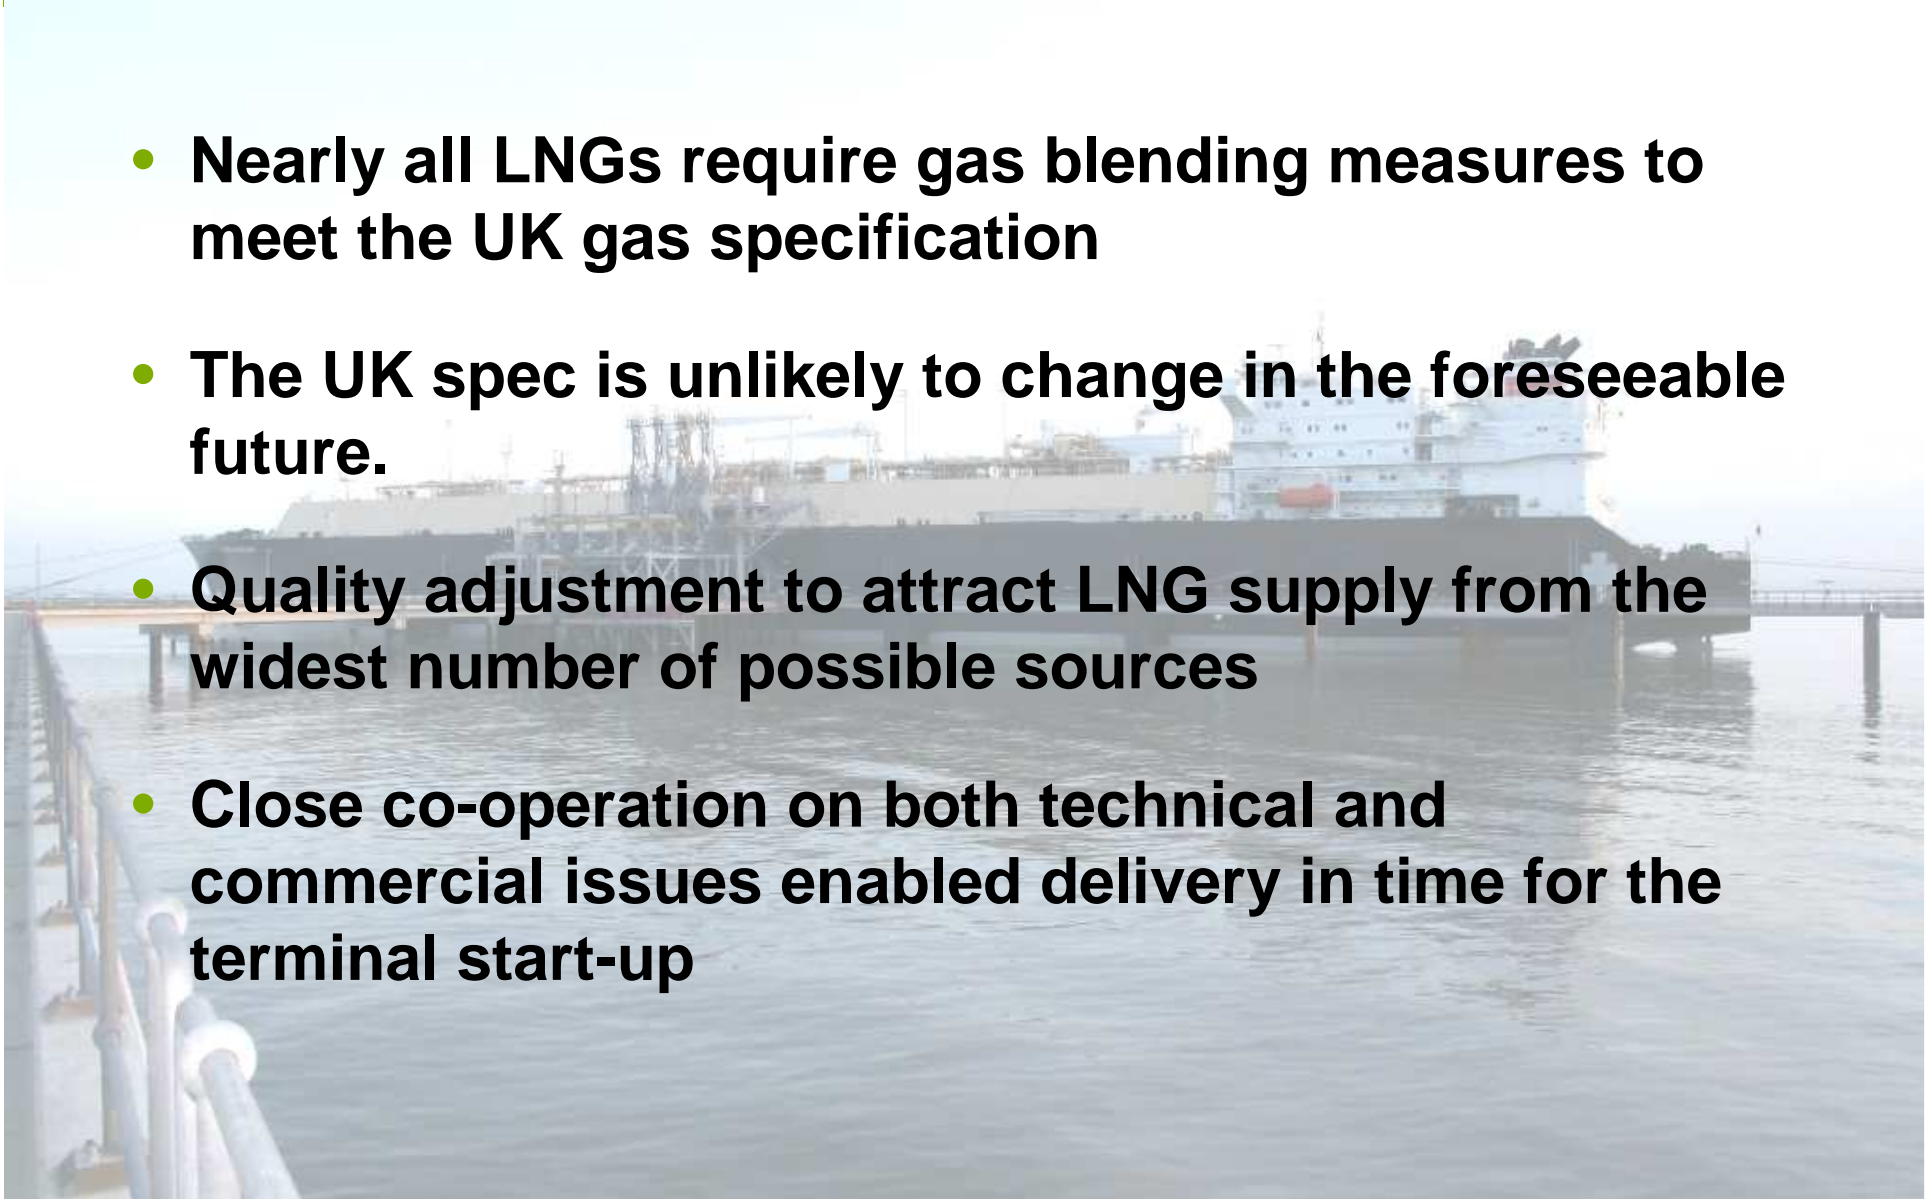 • Nearly all LNGs require gas blending measures to
meet the UK gas specification
• The UK spec is unlikely to change in the foreseeable
future.
• Quality adjustment to attract LNG supply from the
widest number of possible sources
• Close co-operation on both technical and
commercial issues enabled delivery in time for the
terminal start-up